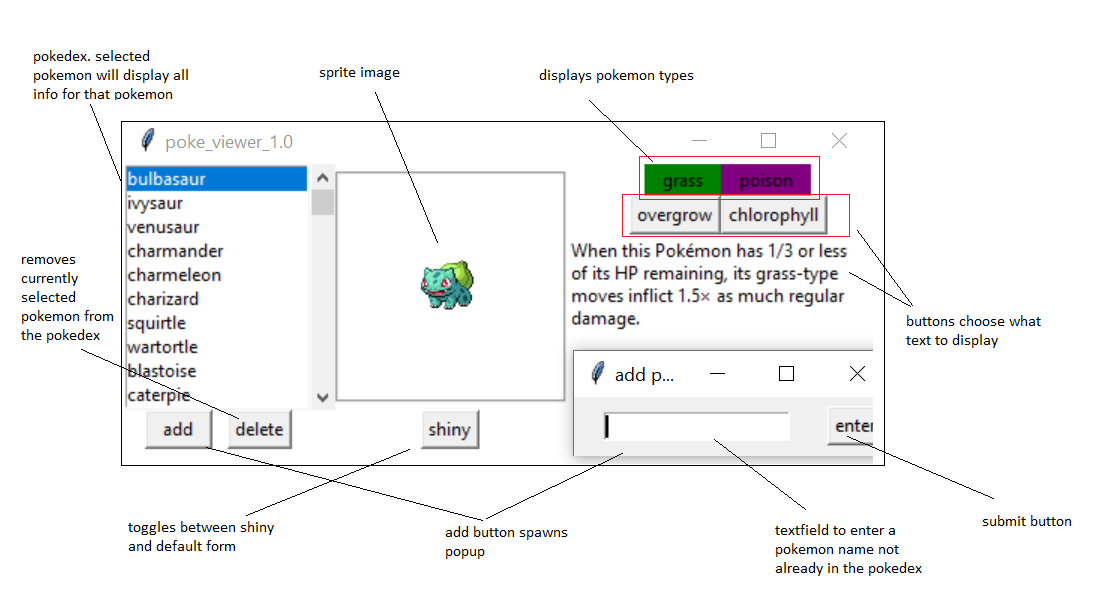 pokedex. selected
pokemon will display all
info for that pokemon
sprite image
displays pokemon types
poke_viewer_1.0
bulbasaur
ivysaur
venusaur
charmander
charmeleon
charizard
squirtle
wartortle
blastoise
caterpie
add
delete
shiny
grass
poison
overgrow
chlorophyll
When this Pokémon has 1/3 or less
of its HP remaining, its grass-type
moves inflict 1.5× as much regular
damage.
add p...
enter
removes
currently
selected
pokemon from
the pokedex
buttons choose what
text to display
toggles between shiny
and default form
add button spawns
popup
textfield to enter a
pokemon name not
already in the pokedex
submit button